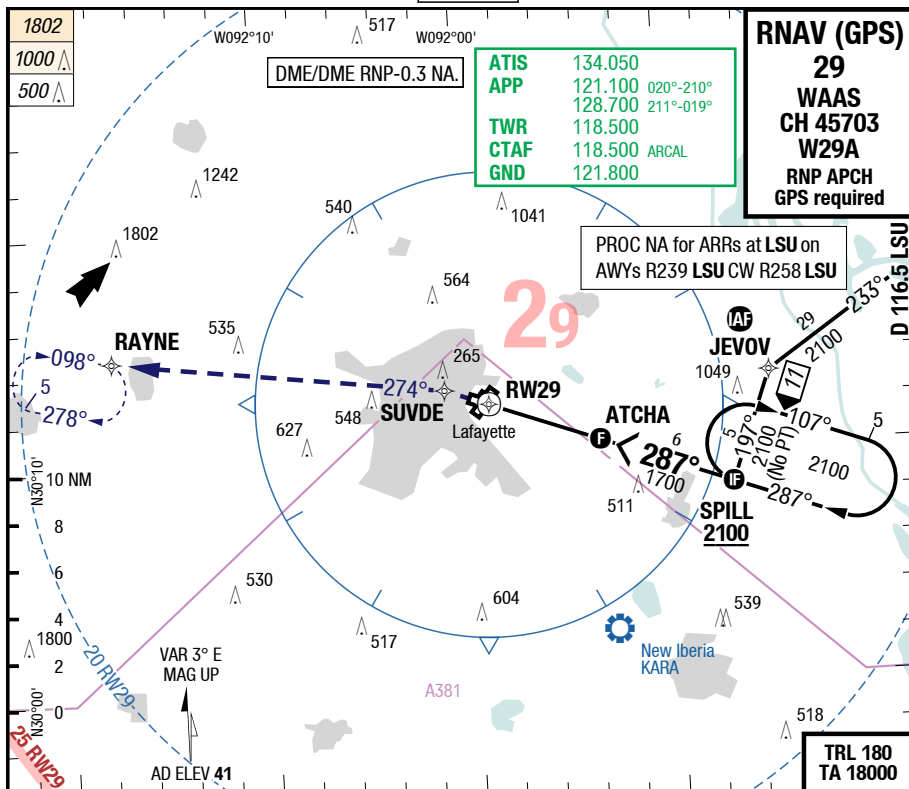 1802
1000
500
517
W092°10'
W092°00'
DME/DME RNP-0.3 NA.
ATIS 134.050
APP 121.100 020°-210°
128.700 211°-019°
TWR 118.500
CTAF 118.500 ARCAL
GND 121.800
RNAV (GPS)
29
WAAS
CH 45703
W29A
RNP APCH
GPS required
1242
540
1041
1802
PROC NA for ARRs at LSU on
AWYs R239 LSU CW R258 LSU
D 116.5 LSU
233°
29
2100
564
29
IAF
JEVOV
RAYNE
535
098°
5
278°
265
274°
SUVDE
RW29
Lafayette
548
627
1049
11
ATCHA
F
6
287°
1700
511
197°
5
2100
(No PT)
107°
5
2100
IF
287°
SPILL
2100
N30°10'
10 NM
8
6
4
2
0
N30°00'
530
604
517
539
1800
20 RW29
25 RW29
VAR 3° E
MAG UP
AD ELEV 41
A381
New Iberia
KARA
518
TRL 180
TA 18000